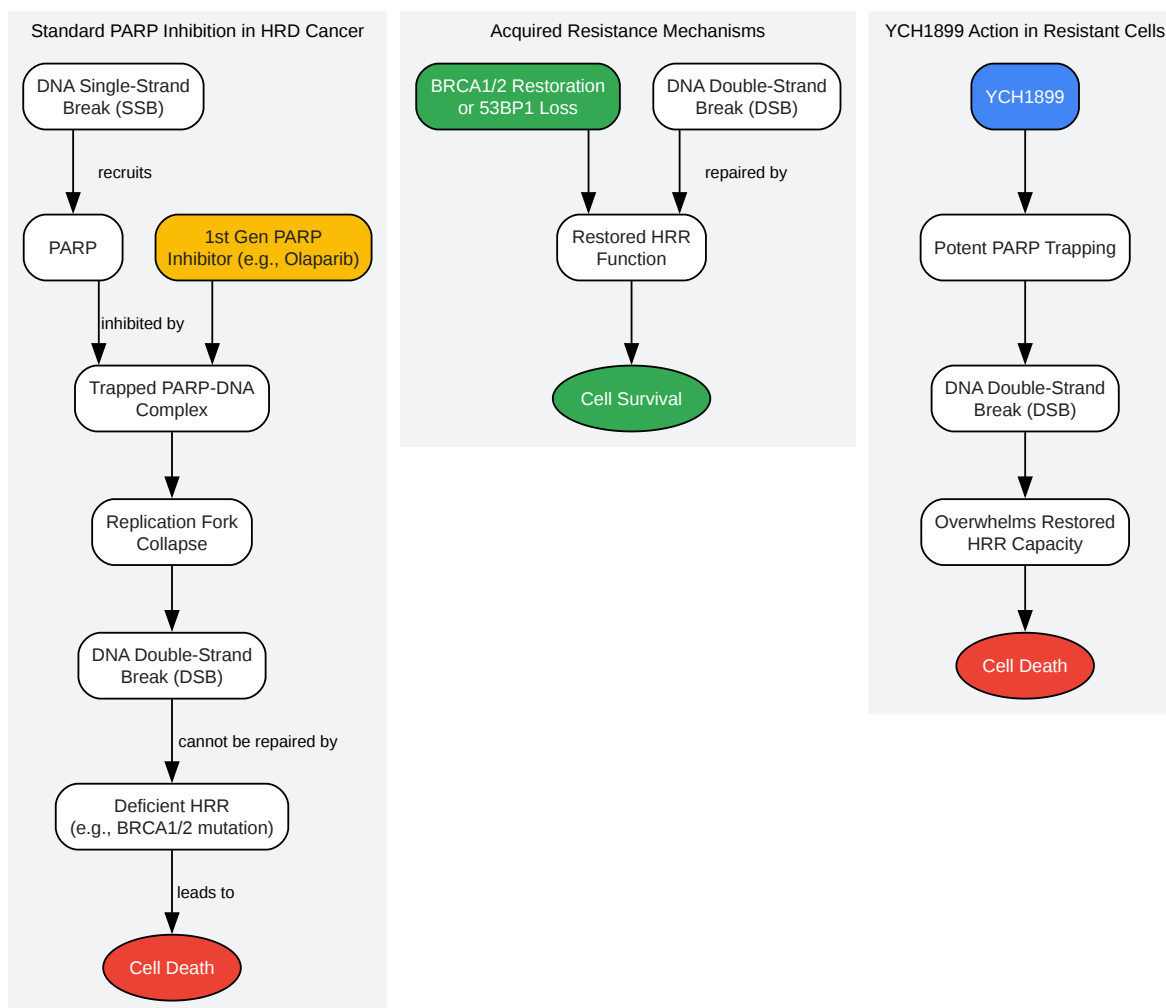 Standard PARP Inhibition in HRD Cancer
DNA Single-Strand
Break (SSB)
recruits
PARP
1st Gen PARP
Inhibitor (e.g., Olaparib)
inhibited by
Trapped PARP-DNA
Complex
Replication Fork
Collapse
DNA Double-Strand
Break (DSB)
cannot be repaired by
Deficient HRR
(e.g., BRCA1/2 mutation)
leads to
Cell Death
Acquired Resistance Mechanisms
BRCA1/2 Restoration
or 53BP1 Loss
DNA Double-Strand
Break (DSB)
repaired by
Restored HRR
Function
Cell Survival
YCH1899 Action in Resistant Cells
YCH1899
Potent PARP Trapping
DNA Double-Strand
Break (DSB)
Overwhelms Restored
HRR Capacity
Cell Death